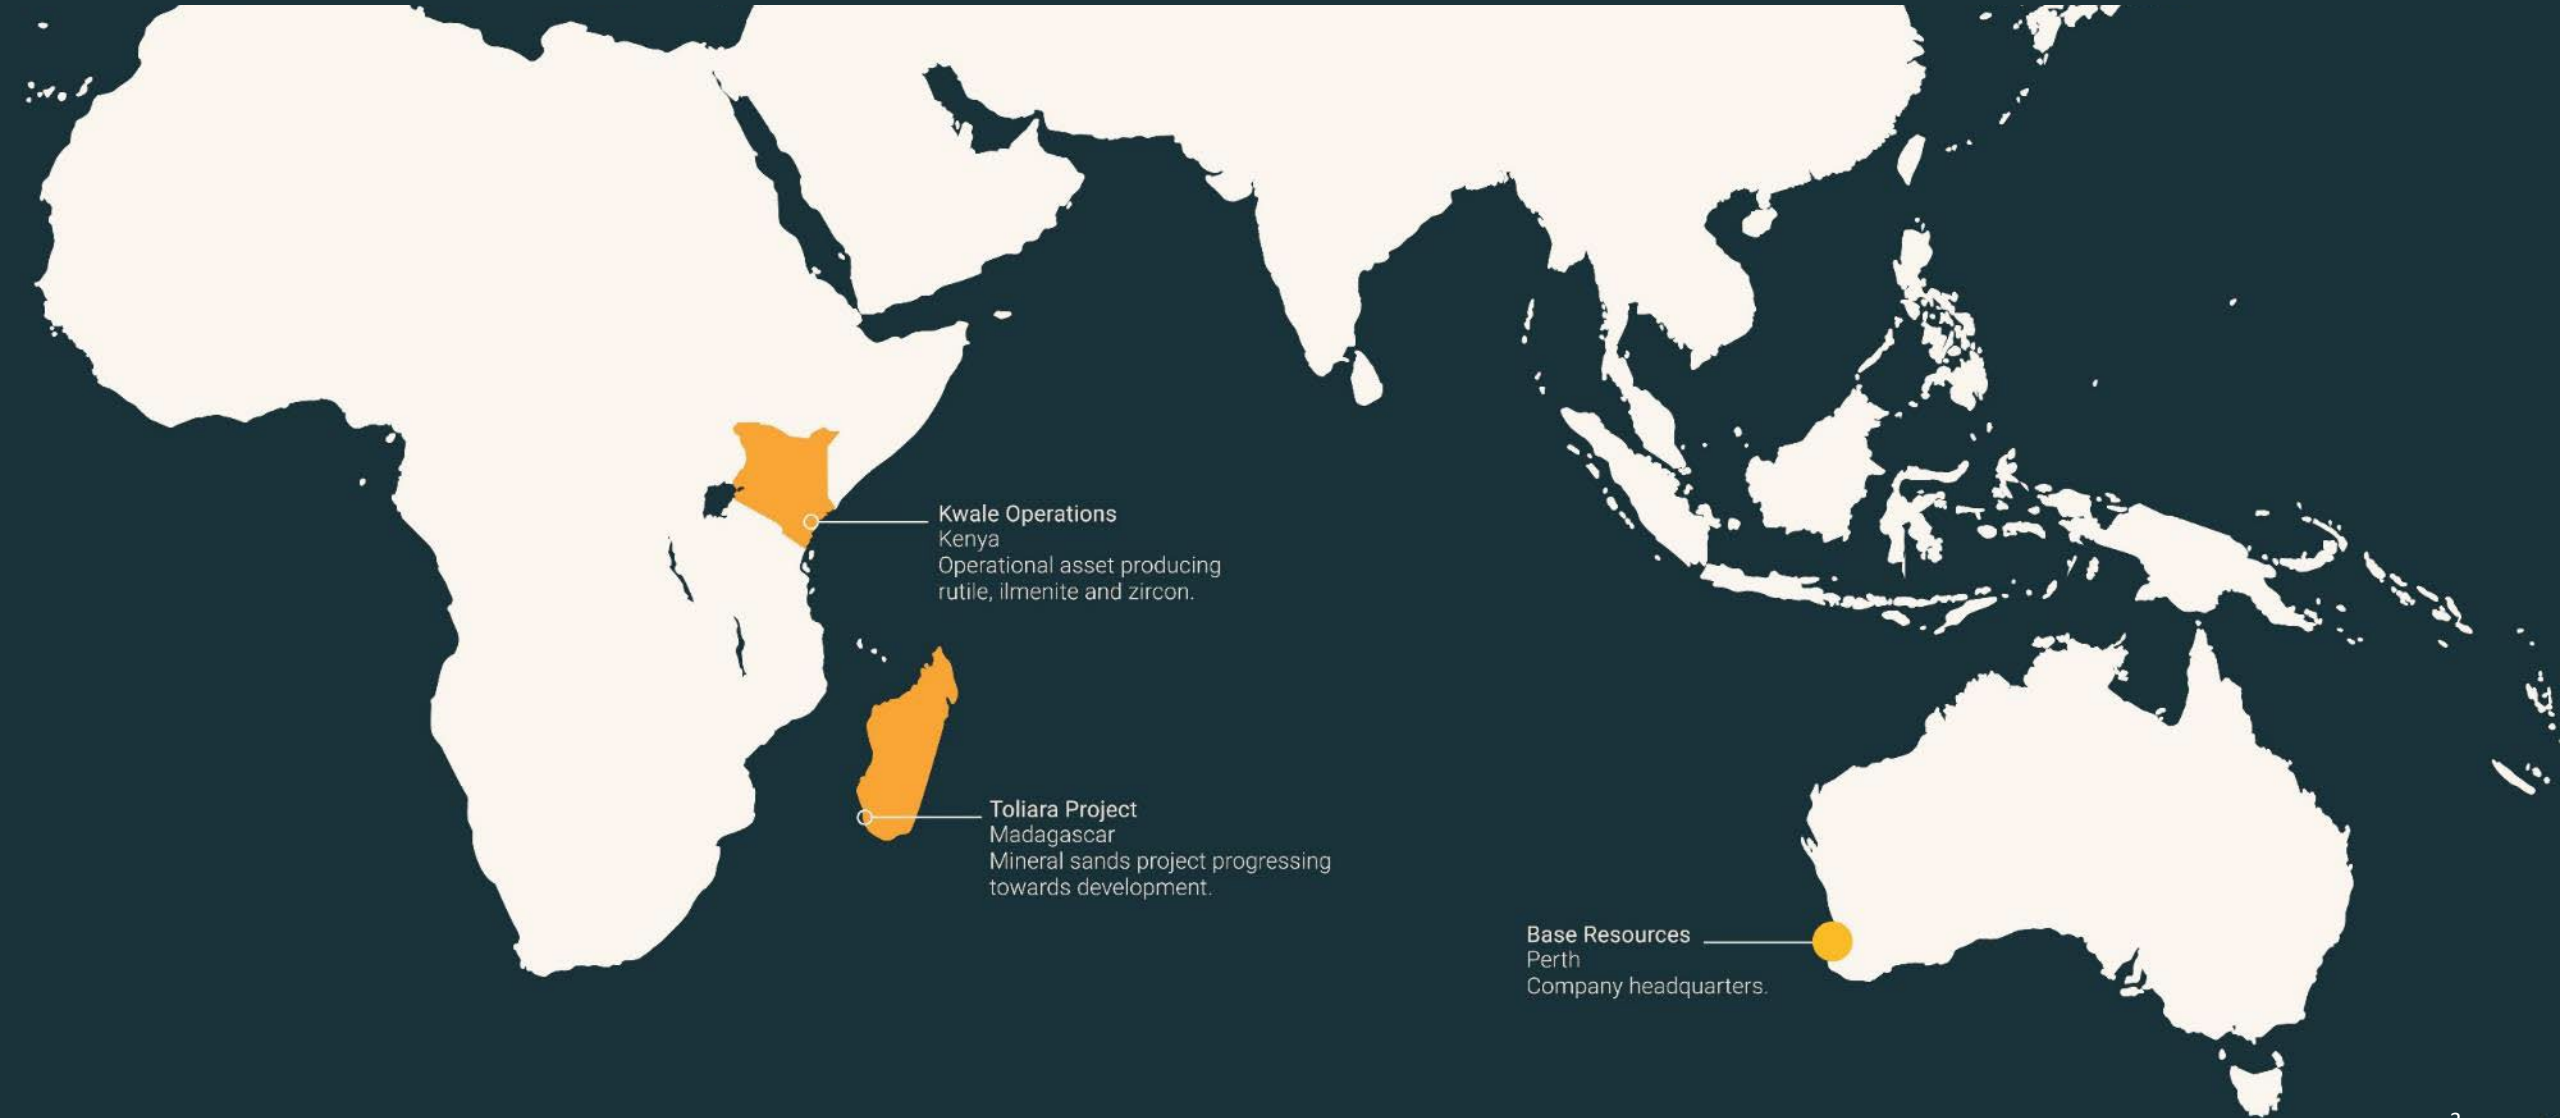 Kwale Operations
Kenya
Operational asset producing
rutile, ilmenite and zircon.
Toliara Project
Madagascar
Mineral sands project progressing
towards development.
Base Resources
Perth
Company headquarters.